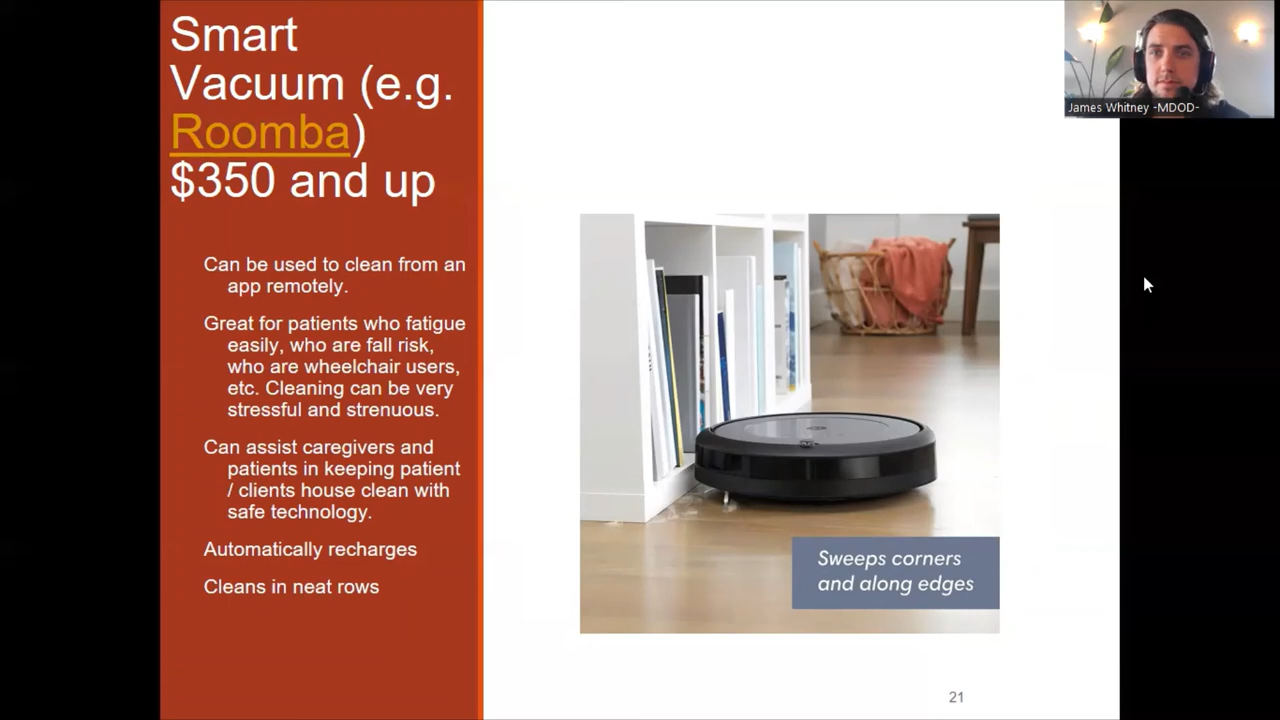 Smart
Vacuum (e.g.
Roomba)
$350 and up
Can be used to clean from an
app remotely.
Great for patients who fatigue
easily, who are fall risk,
who are wheelchair users,
etc. Cleaning can be very
stressful and strenuous.
Can assist caregivers and
patients in keeping patient
/ clients house clean with
safe technology.
Automatically recharges
Cleans in neat rows
Sweeps corners
and along edges
21
James Whitney -MDOD-